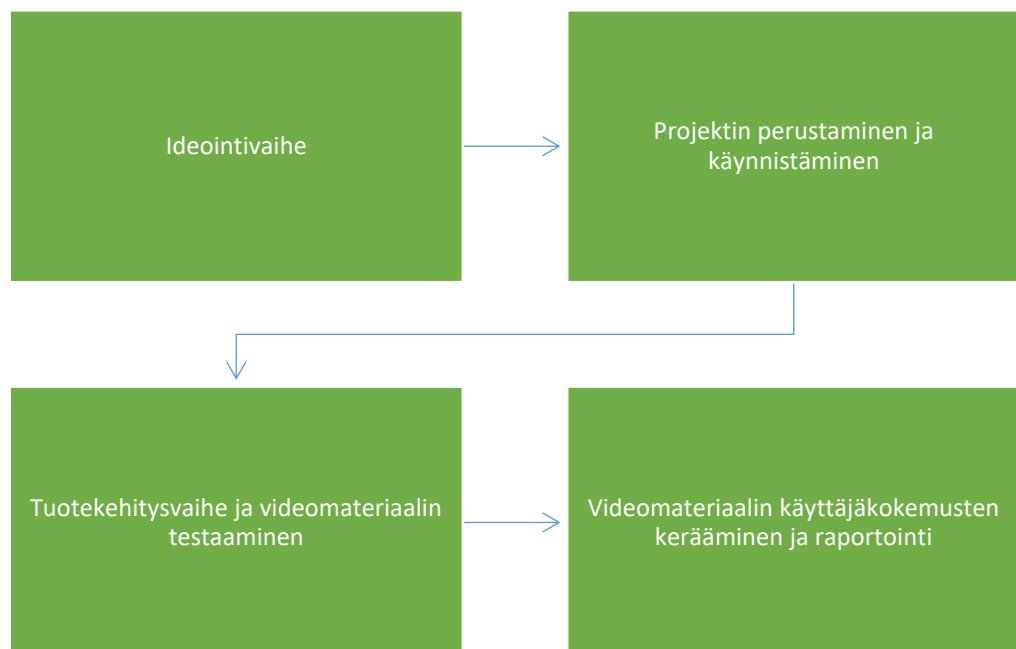 Ideointivaihe
Projektin perustaminen ja
käynnistäminen
Tuotekehitysvaihe ja videomateriaalin
testaaminen
Videomateriaalin käyttäjäkokemusten
kerääminen ja raportointi